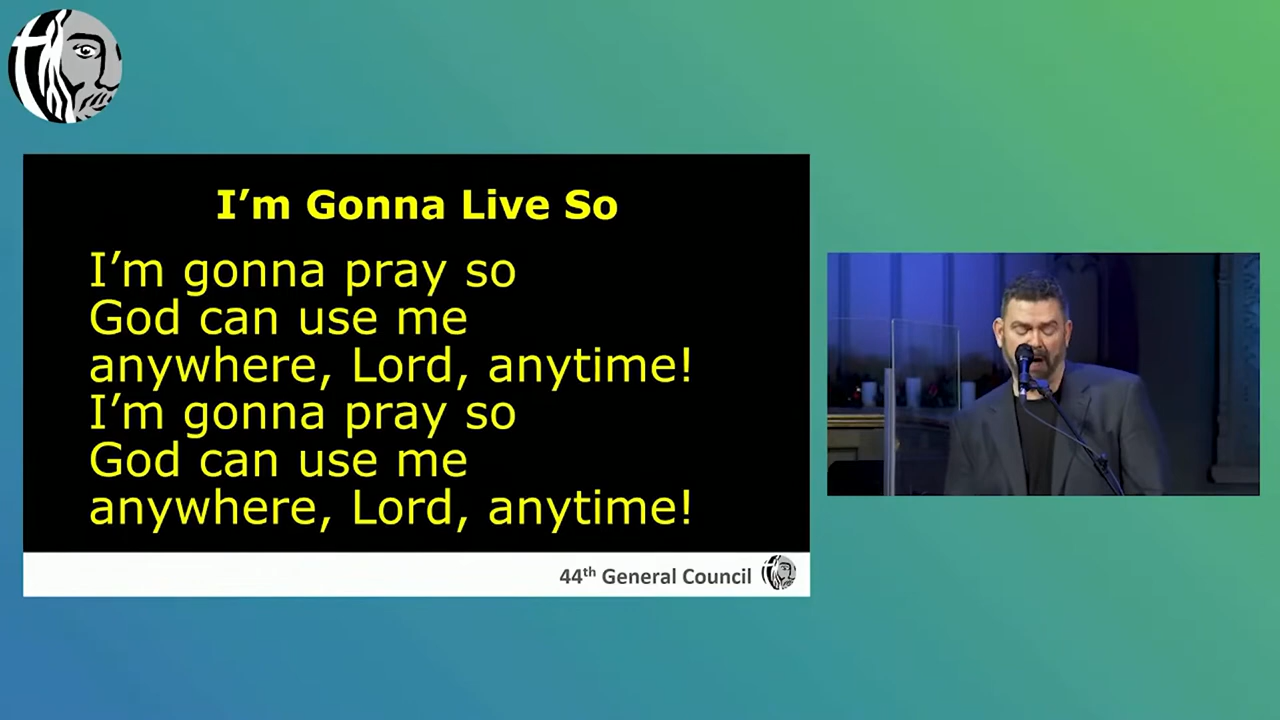 I’m Gonna Live So
I’m gonna pray so
God can use me
anywhere, Lord, anytime!
I’m gonna pray so
God can use me
anywhere, Lord, anytime!
44th General Council